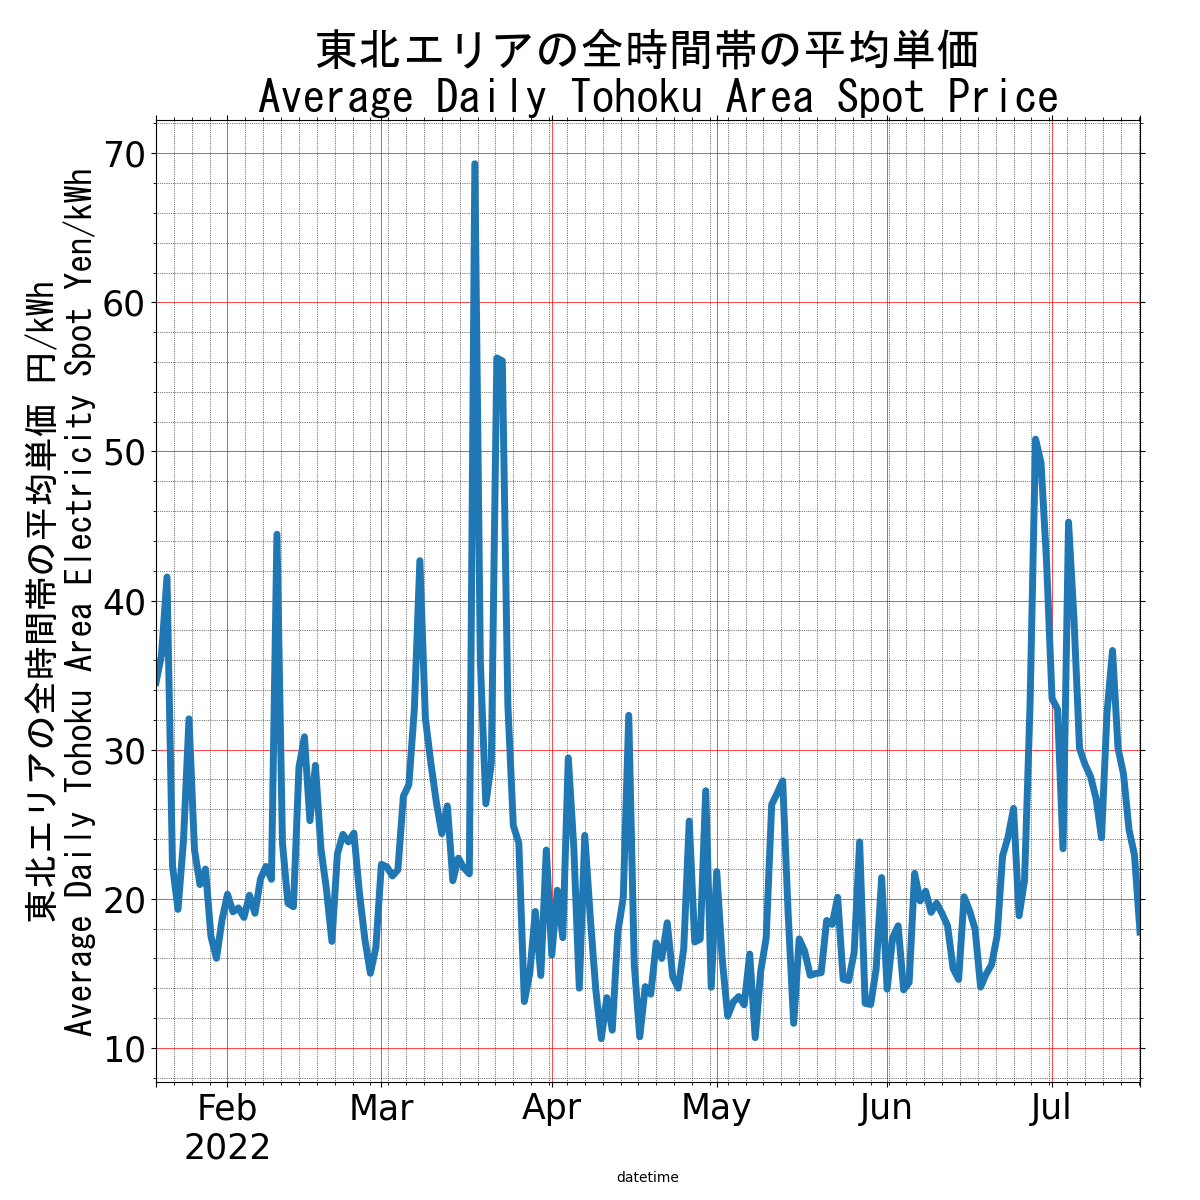 東北エリアの全時間帯の平均単価
Average Daily Tohoku Area Spot Price
東北エリアの全時間帯の平均単価 円/kWh
Average Daily Tohoku Area Electricity Spot Yen/kWh
70
60
50
40
30
20
10
Feb
2022
Mar
Apr
May
Jun
Jul
datetime